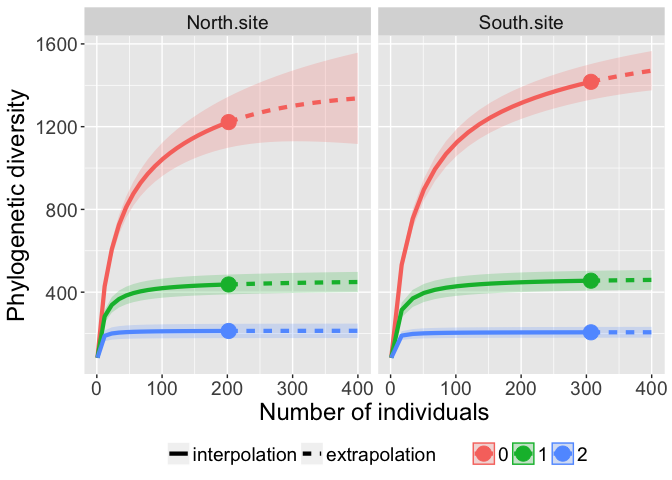 North.site South.site
Phylogenetic diversity
1600
1200
800
400
0 100 200 300 400 0 100 200 300 400
Number of individuals
interpolation extrapolation 0 1 2